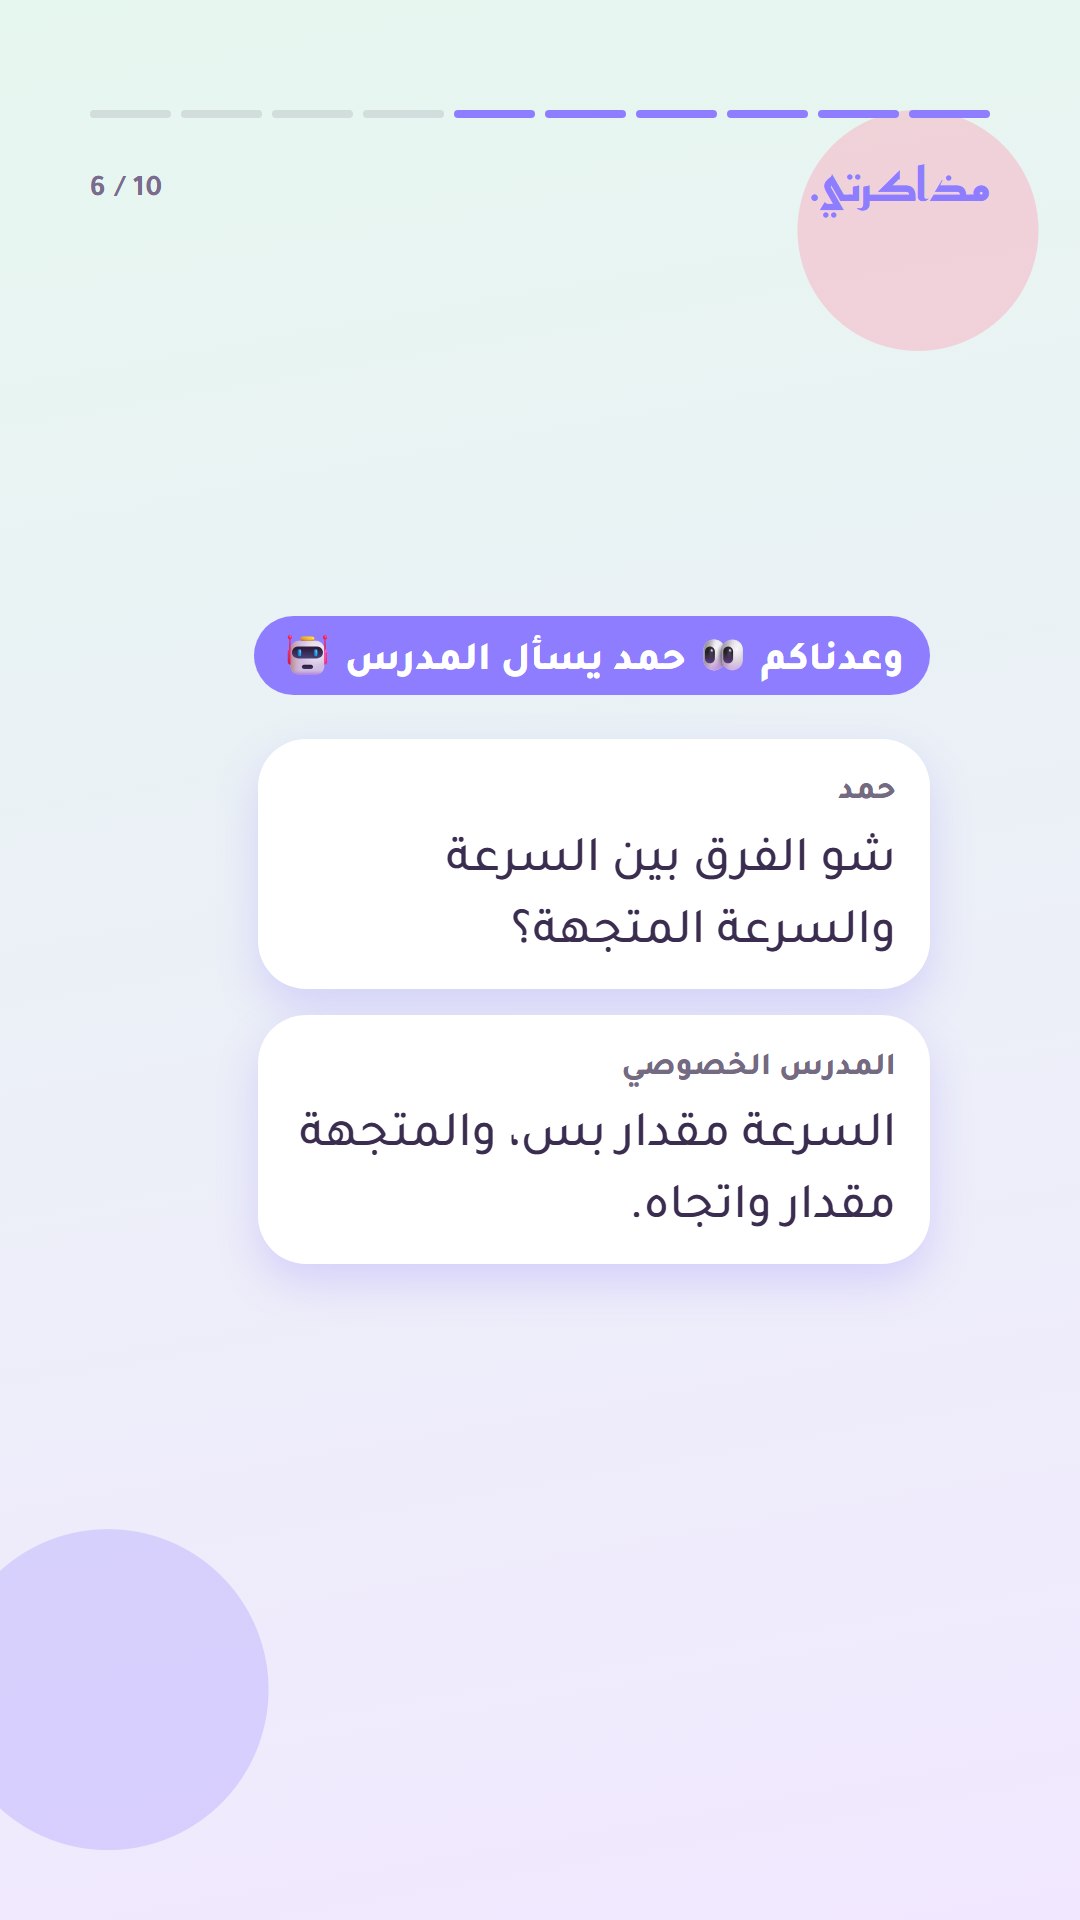 مذاكرتي.
6 / 10
وعدناكم 👀 حمد يسأل المدرس 🤖
حمد
شو الفرق بين السرعة
والسرعة المتجهة؟
المدرس الخصوصي
السرعة مقدار بس، والمتجهة
مقدار واتجاه.